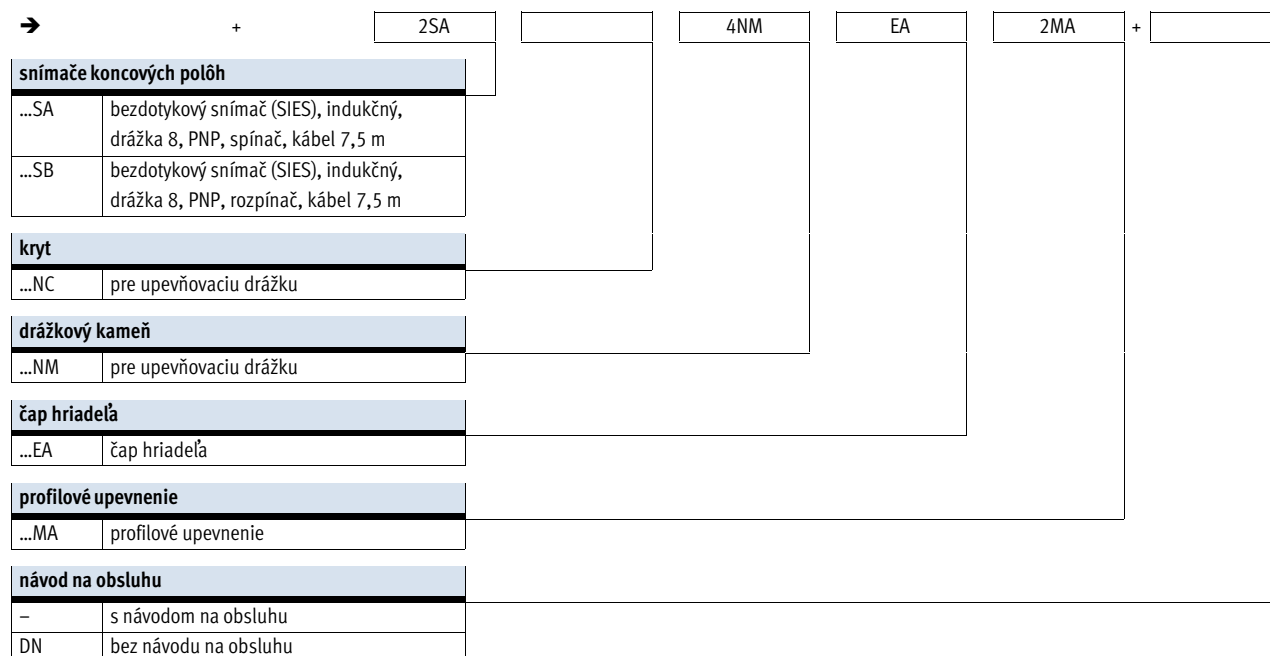 ➔ + 2SA 4NM EA 2MA +
snímače koncových polôh
...SA bezdotykový snímač (SIES), indukčný,
drážka 8, PNP, spínač, kábel 7,5 m
...SB bezdotykový snímač (SIES), indukčný,
drážka 8, PNP, rozpínač, kábel 7,5 m
kryt
...NC pre upevňovaciu drážku
drážkový kameň
...NM pre upevňovaciu drážku
čap hriadeľa
...EA čap hriadeľa
profilové upevnenie
...MA profilové upevnenie
návod na obsluhu
– s návodom na obsluhu
DN bez návodu na obsluhu